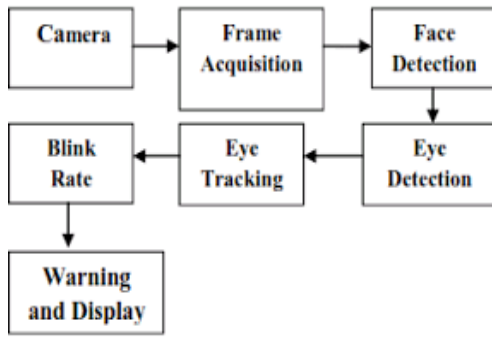 Camera
Frame
Acquisition
Face
Detection
Eye
Detection
Eye
Tracking
Blink
Rate
Warning
and Display